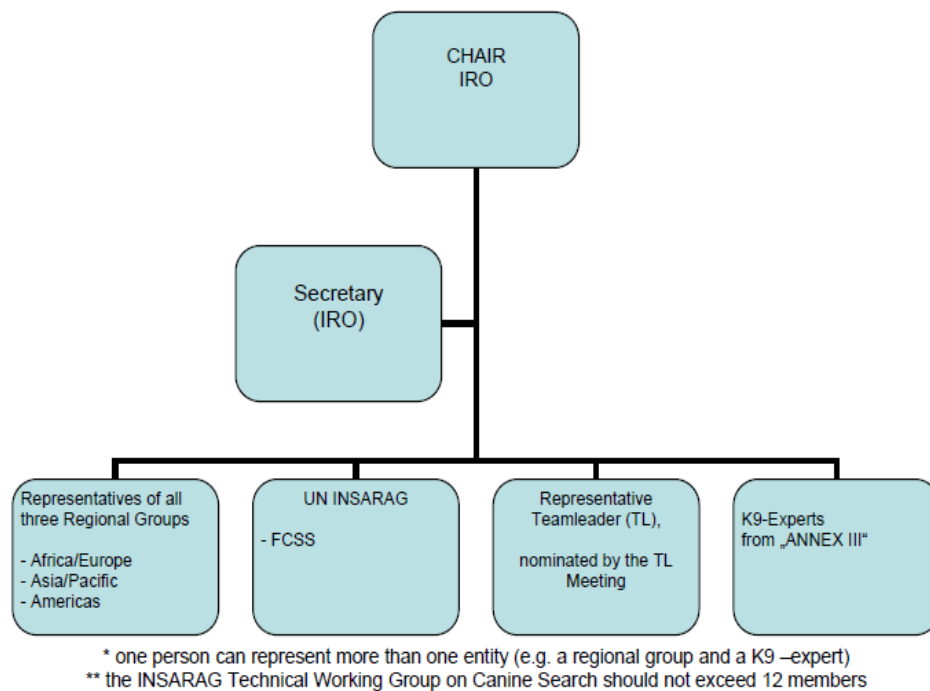 CHAIR
IRO
Secretary
(IRO)
Representatives of all
three Regional Groups
- Africa/Europe
- Asia/Pacific
- Americas
UN INSARAG
- FCSS
Representative
Teamleader (TL),
nominated by the TL
Meeting
K9-Experts
from „ANNEX III“
* one person can represent more than one entity (e.g. a regional group and a K9 –expert)
** the INSARAG Technical Working Group on Canine Search should not exceed 12 members